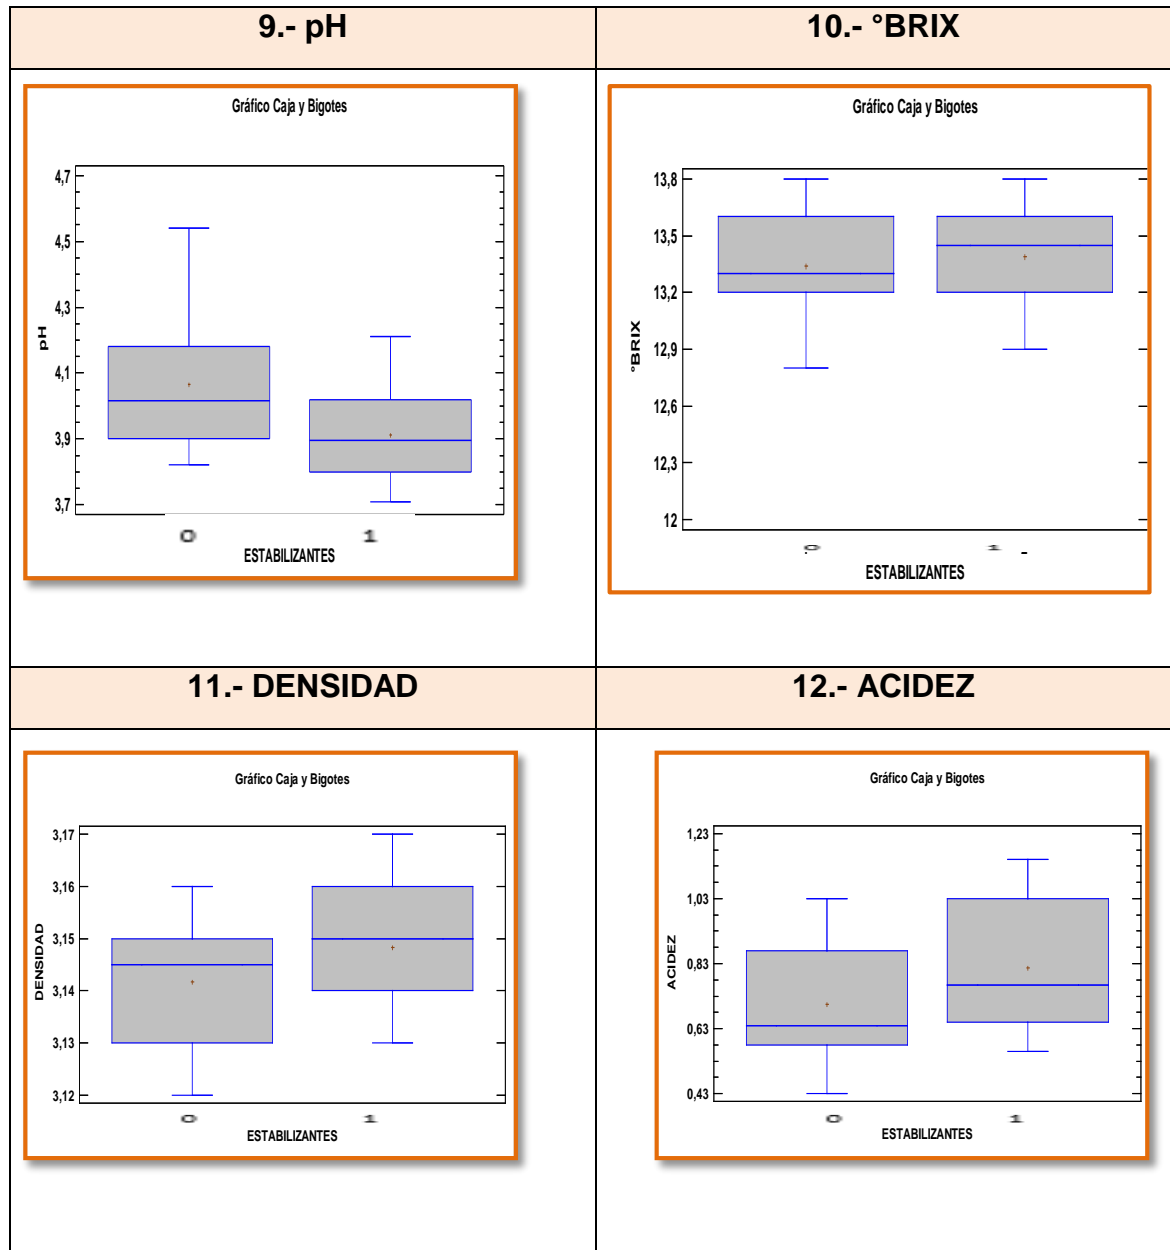 9.- pH
10.- °BRIX
Gráfico Caja y Bigotes
pH
4,7
4,5
4,3
4,1
3,9
3,7
0 1
ESTABILIZANTES
Gráfico Caja y Bigotes
°BRIX
13,8
13,5
13,2
12,9
12,6
12,3
12
0 1
ESTABILIZANTES
11.- DENSIDAD
12.- ACIDEZ
Gráfico Caja y Bigotes
DENSIDAD
3,17
3,16
3,15
3,14
3,13
3,12
0 1
ESTABILIZANTES
Gráfico Caja y Bigotes
ACIDEZ
1,23
1,03
0,83
0,63
0,43
0 1
ESTABILIZANTES